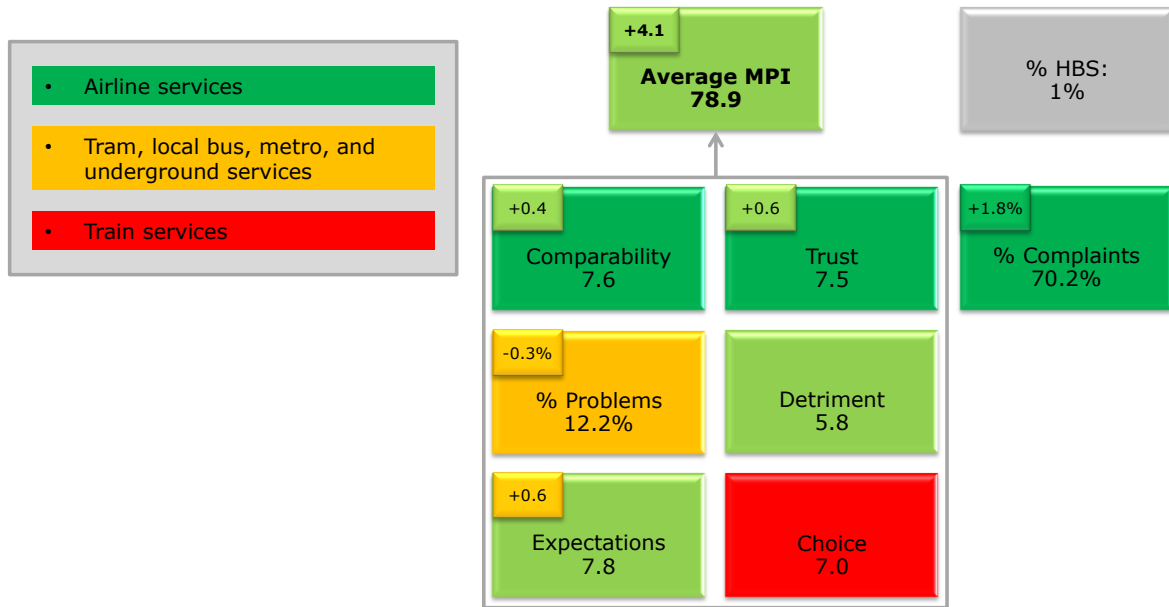 • Airline services
• Tram, local bus, metro, and
underground services
• Train services
+4.1
Average MPI
78.9
% HBS:
1%
+0.4
Comparability
7.6
+0.6
Trust
7.5
+1.8%
% Complaints
70.2%
-0.3%
% Problems
12.2%
Detriment
5.8
+0.6
Expectations
7.8
Choice
7.0